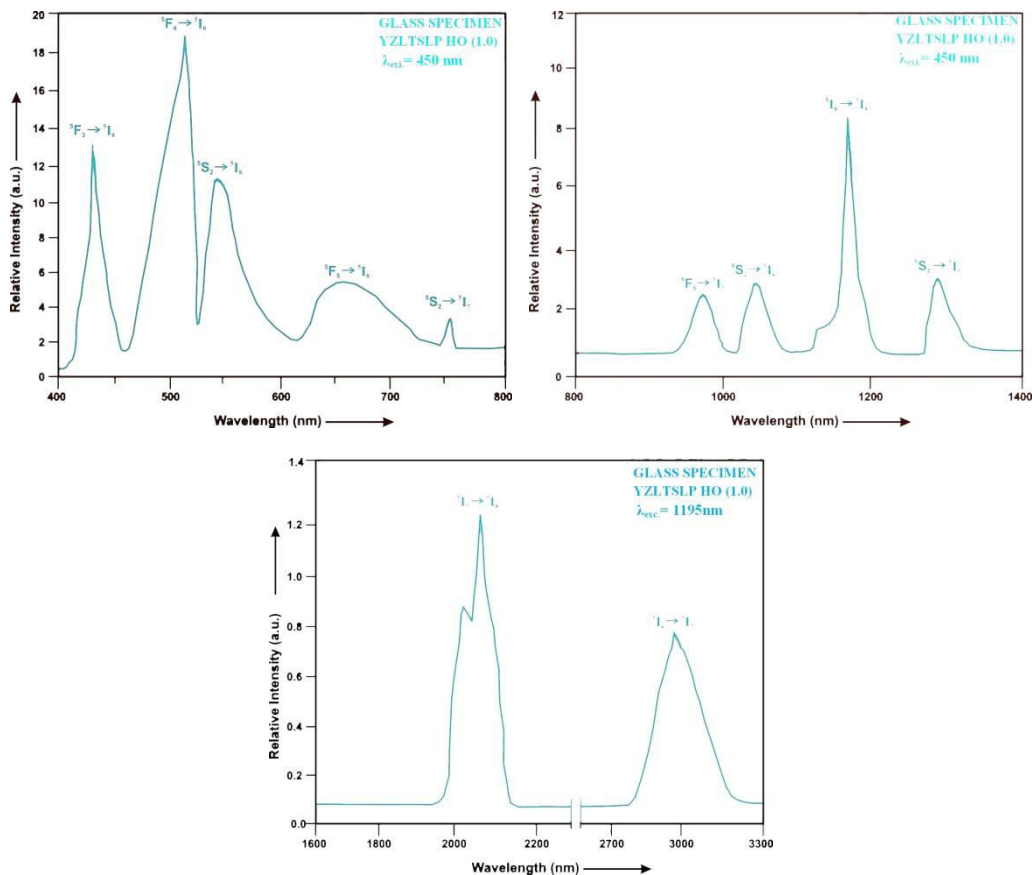 20
18
16
14
12
10
8
6
4
2
0
⁵F₄→⁵I₈
⁵F₃→⁵I₈
⁵S₂→⁵I₈
⁵F₅→⁵I₈
⁵S₂→⁵I₇
GLASS SPECIMEN
YZLTSLP HO (1.0)
λexi.= 450 nm
Relative Intensity (a.u.)
400
500
600
700
800
Wavelength (nm)
12
10
8
6
4
2
0
GLASS SPECIMEN
YZLTSLP HO (1.0)
λexi.= 450 nm
Relative Intensity (a.u.)
800
1000
1200
1400
Wavelength (nm)
1.4
1.2
1.0
0.8
0.6
0.4
0.2
0.0
GLASS SPECIMEN
YZLTSLP HO (1.0)
λexc.= 1195nm
Relative Intensity (a.u.)
1600
1800
2000
2200
2700
3000
3300
Wavelength (nm)